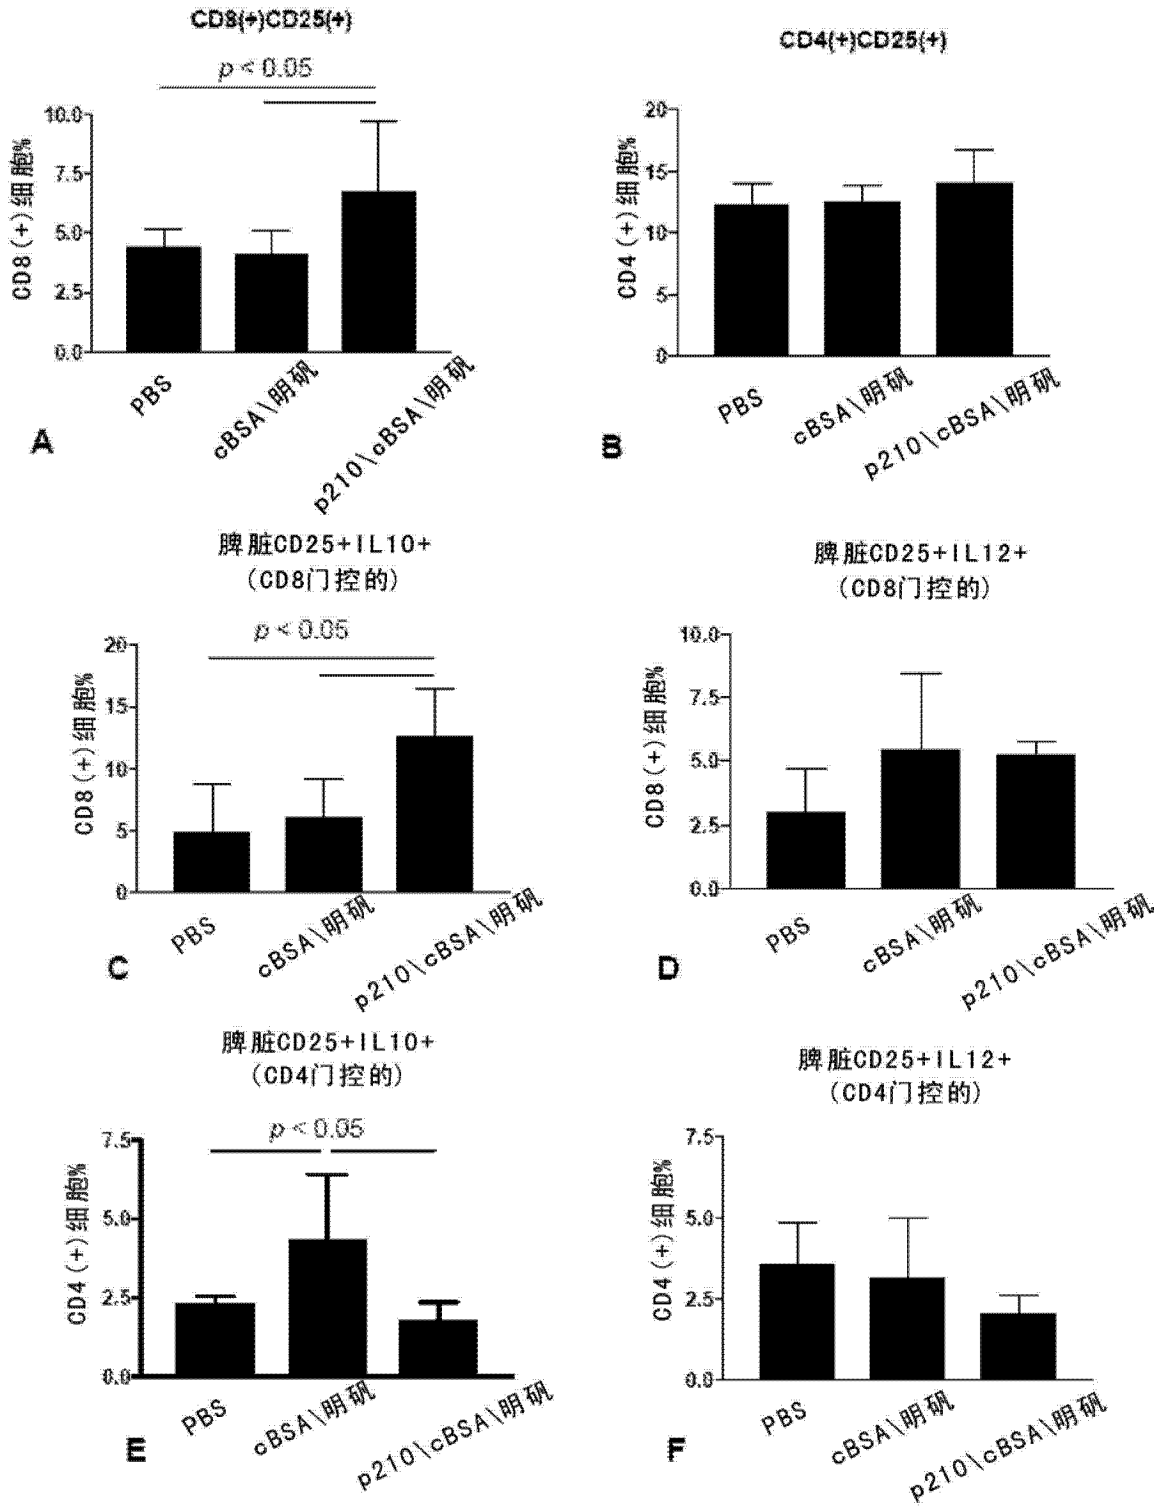 CD8(+)CD25(+)
p < 0.05
CD8(+)细胞%
10.0
7.5
5.0
2.5
0.0
PBS
cBSA\明矾
p210\cBSA\明矾
A
CD4(+)CD25(+)
CD4(+)细胞%
20
15
10
5
0
PBS
cBSA\明矾
p210\cBSA\明矾
B
脾脏CD25+IL10+
(CD8门控的)
p < 0.05
CD8(+)细胞%
20
15
10
5
0
PBS
cBSA\明矾
p210\cBSA\明矾
C
脾脏CD25+IL12+
(CD8门控的)
CD8(+)细胞%
10.0
7.5
5.0
2.5
0.0
PBS
cBSA\明矾
p210\cBSA\明矾
D
脾脏CD25+IL10+
(CD4门控的)
p < 0.05
CD4(+)细胞%
7.5
5.0
2.5
0.0
PBS
cBSA\明矾
p210\cBSA\明矾
E
脾脏CD25+IL12+
(CD4门控的)
CD4(+)细胞%
7.5
5.0
2.5
0.0
PBS
cBSA\明矾
p210\cBSA\明矾
F